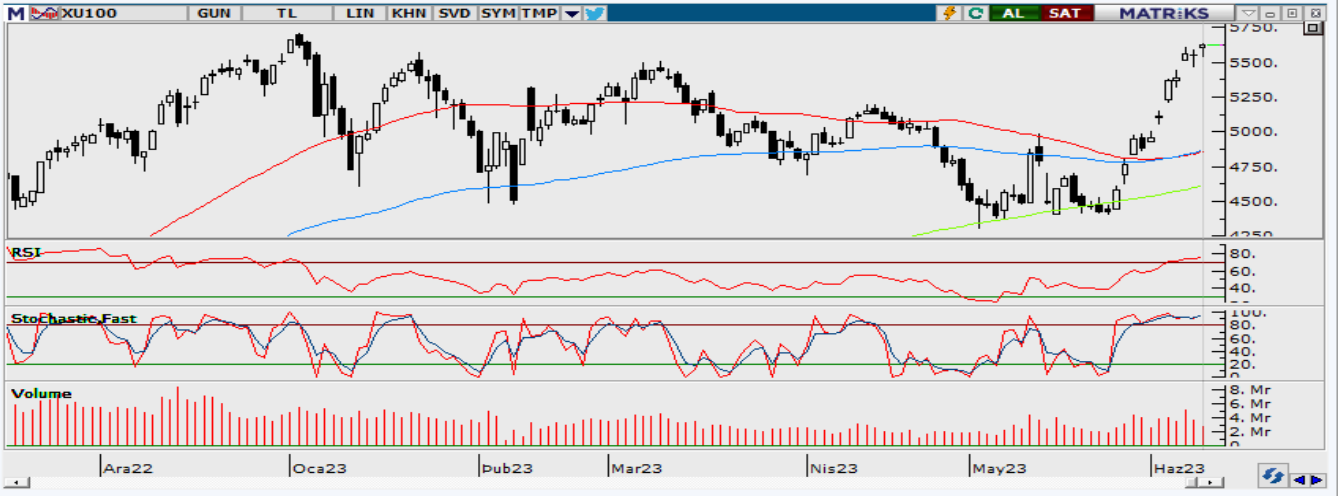 M XU100 GUN TL LIN KHN SVD SYM TMP AL SAT MATRiKS
5750.
5500.
5250.
5000.
4750.
4500.
4250
RSI
80.
60.
40.
Stochastic Fast
100.
80.
60.
40.
20.
0
Volume
8. Mr
6. Mr
4. Mr
2. Mr
0
Ara22 Oca23 Þub23 Mar23 Nis23 May23 Haz23